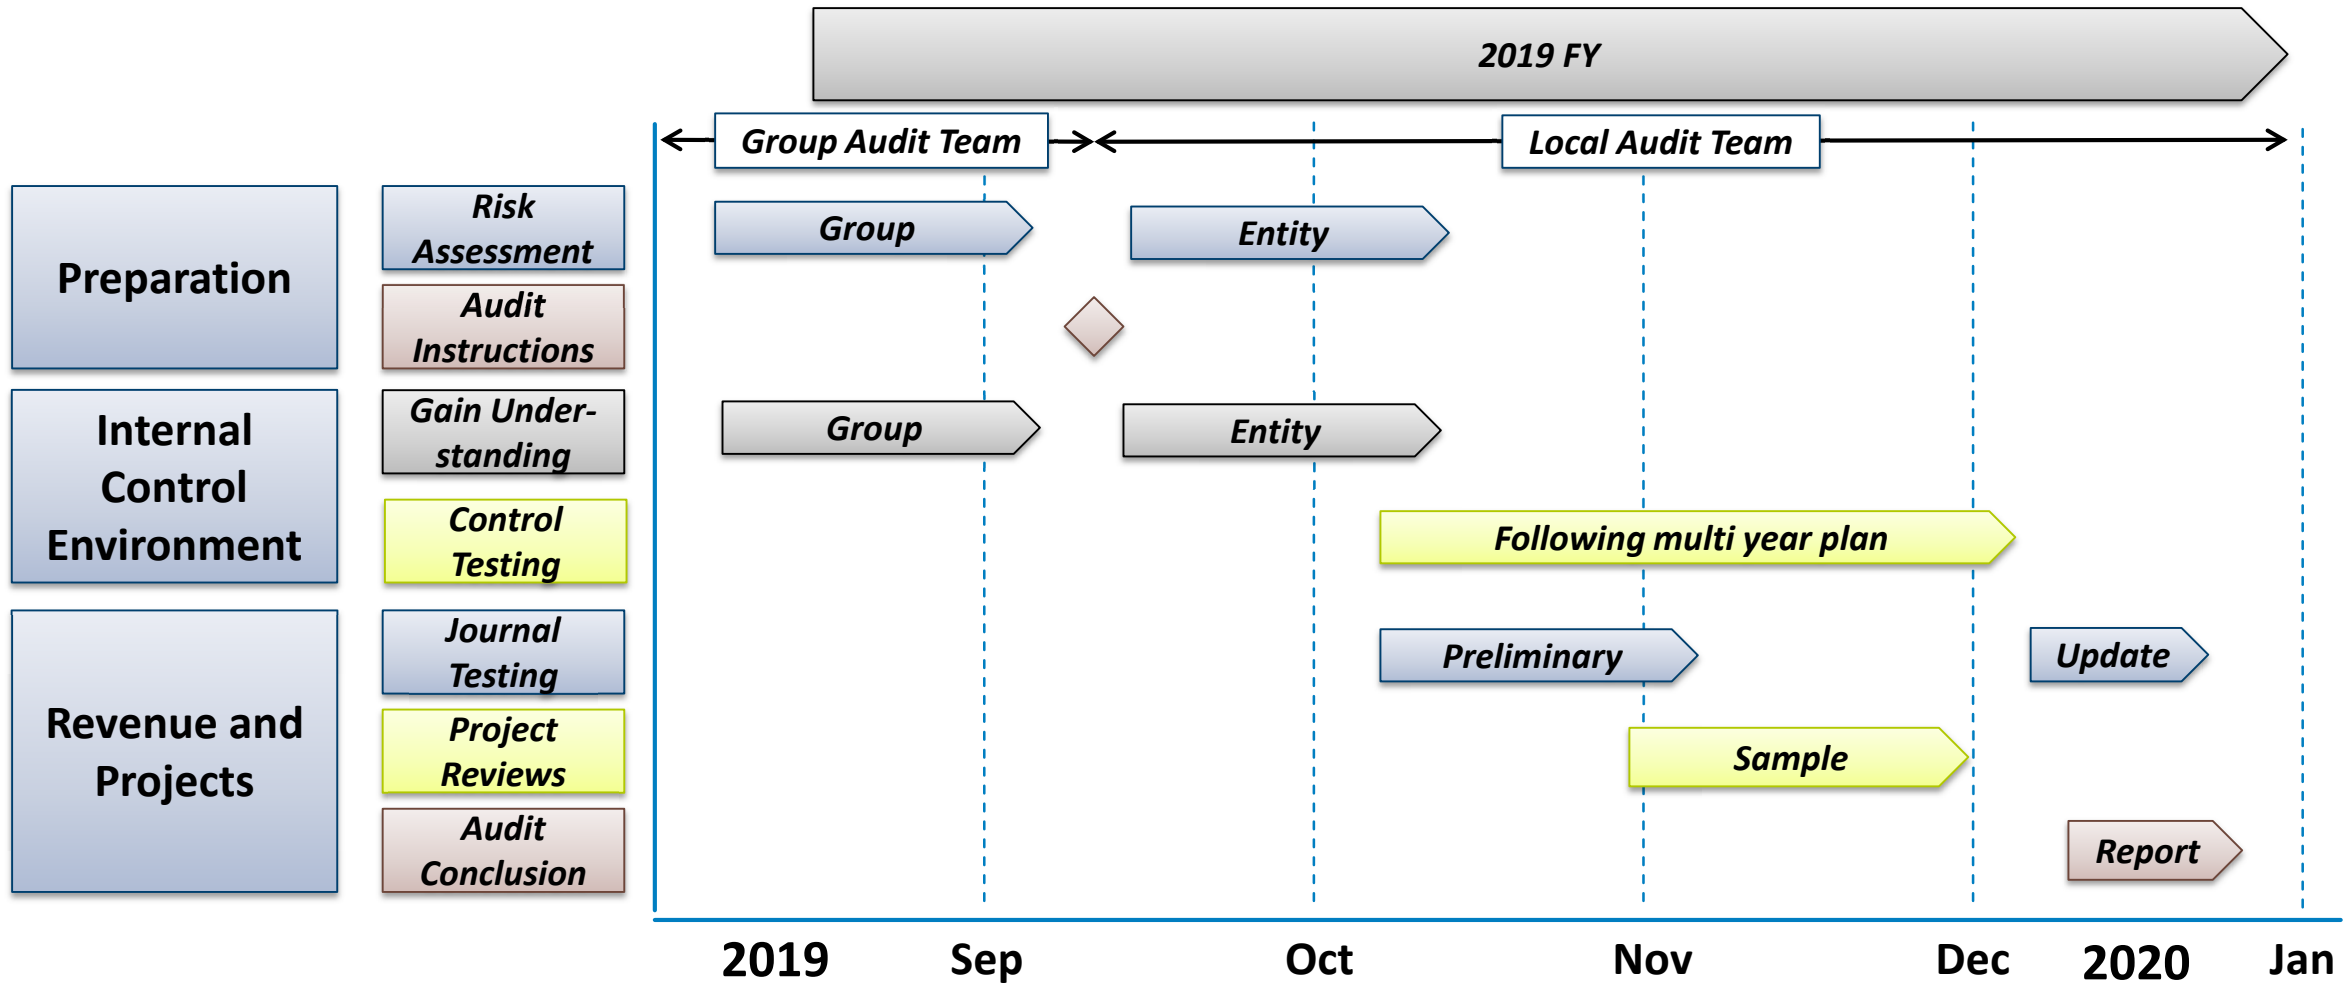 2019 FY
Group Audit Team
Local Audit Team
Preparation
Risk
Assessment
Group
Entity
Audit
Instructions
Internal
Control
Environment
Gain Under-
standing
Group
Entity
Control
Testing
Following multi year plan
Revenue and
Projects
Journal
Testing
Preliminary
Update
Project
Reviews
Sample
Audit
Conclusion
Report
2019 Sep Oct Nov Dec 2020 Jan